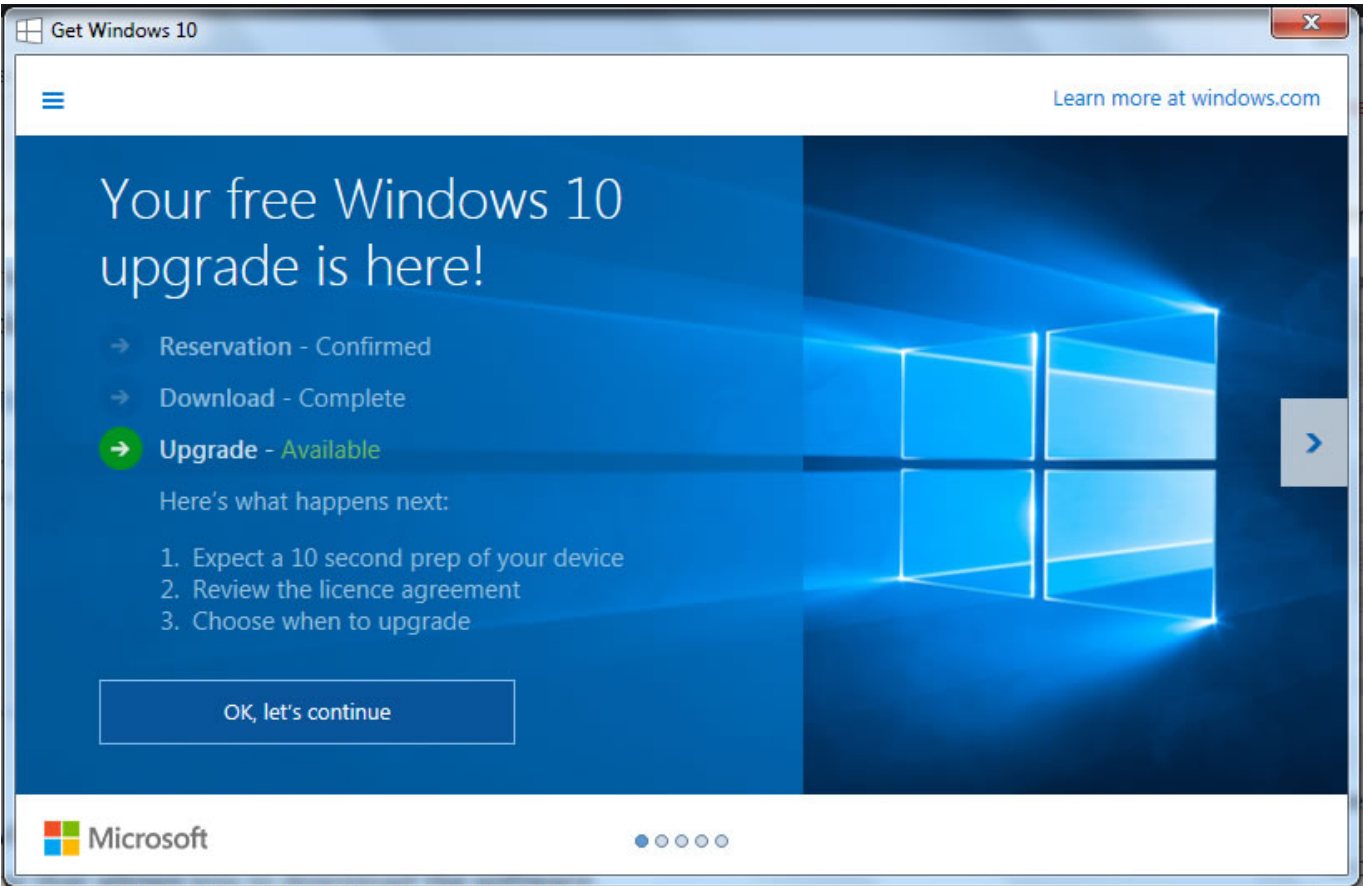 Get Windows 10
Learn more at windows.com
Your free Windows 10
upgrade is here!
Reservation - Confirmed
Download - Complete
Upgrade - Available
Here's what happens next:
1. Expect a 10 second prep of your device
2. Review the licence agreement
3. Choose when to upgrade
OK, let's continue
Microsoft